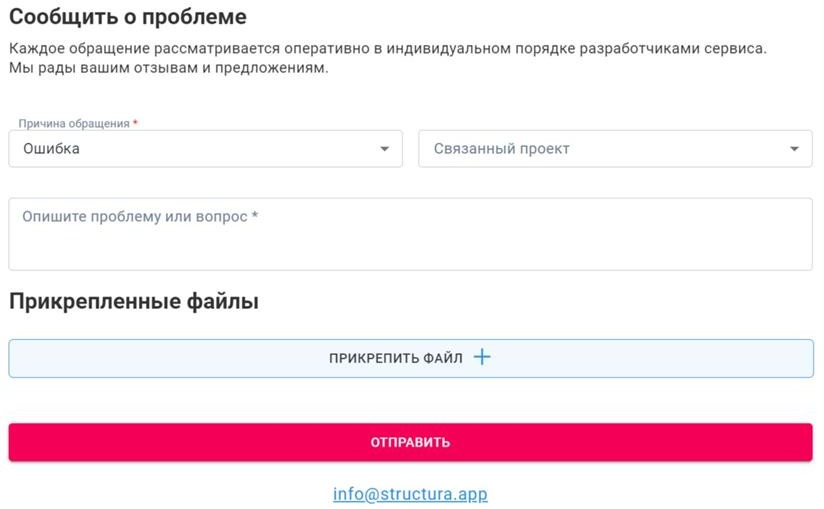 Сообщить о проблеме
Каждое обращение рассматривается оперативно в индивидуальном порядке разработчиками сервиса.
Мы рады вашим отзывам и предложениям.
Причина обращения *
Ошибка
Связанный проект
Опишите проблему или вопрос *
Прикрепленные файлы
ПРИКРЕПИТЬ ФАЙЛ
ОТПРАВИТЬ
info@structura.app